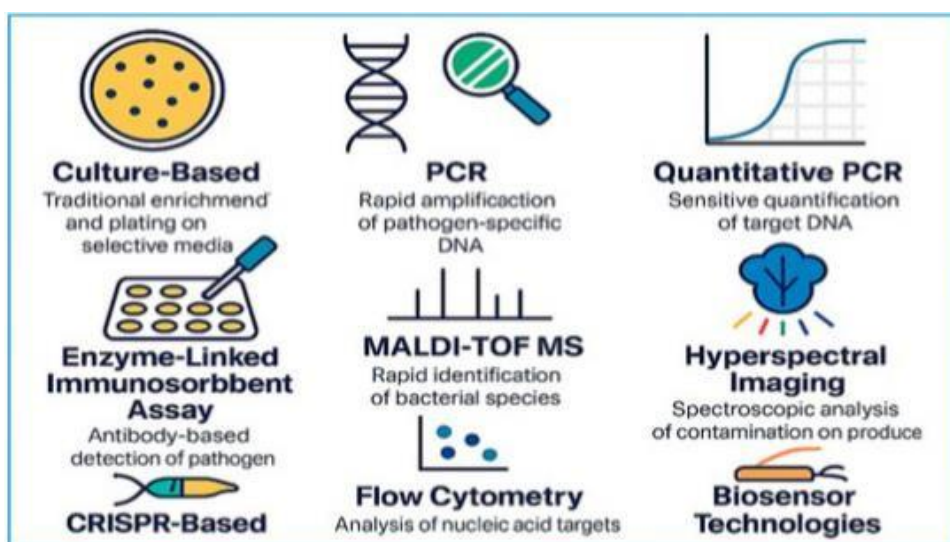 Culture-Based
Traditional enrichmend
and plating on
selective media
PCR
Rapid amplificaction
of pathogen-specific
DNA
Quantitative PCR
Sensitive quantification
of target DNA
Enzyme-Linked
Immunosorbbent
Assay
Antibody-based
detection of pathogen
MALDI-TOF MS
Rapid identification
of bacterial species
Hyperspectral
Imaging
Spectroscopic analysis
of contamination on produce
CRISPR-Based
Flow Cytometry
Analysis of nucleic acid targets
Biosensor
Technologies